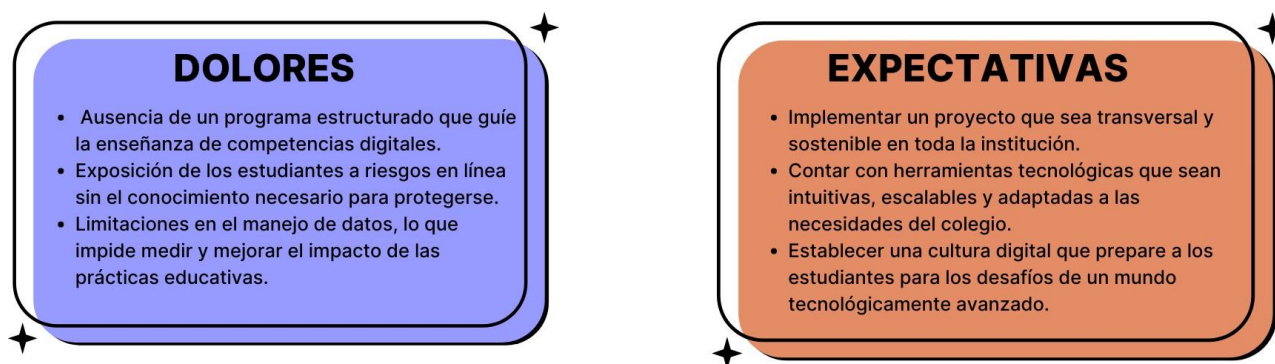 DOLORES
• Ausencia de un programa estructurado que guíe
la enseñanza de competencias digitales.
• Exposición de los estudiantes a riesgos en línea
sin el conocimiento necesario para protegerse.
• Limitaciones en el manejo de datos, lo que
impide medir y mejorar el impacto de las
prácticas educativas.
EXPECTATIVAS
• Implementar un proyecto que sea transversal y
sostenible en toda la institución.
• Contar con herramientas tecnológicas que sean
intuitivas, escalables y adaptadas a las
necesidades del colegio.
• Establecer una cultura digital que prepare a los
estudiantes para los desafíos de un mundo
tecnológicamente avanzado.